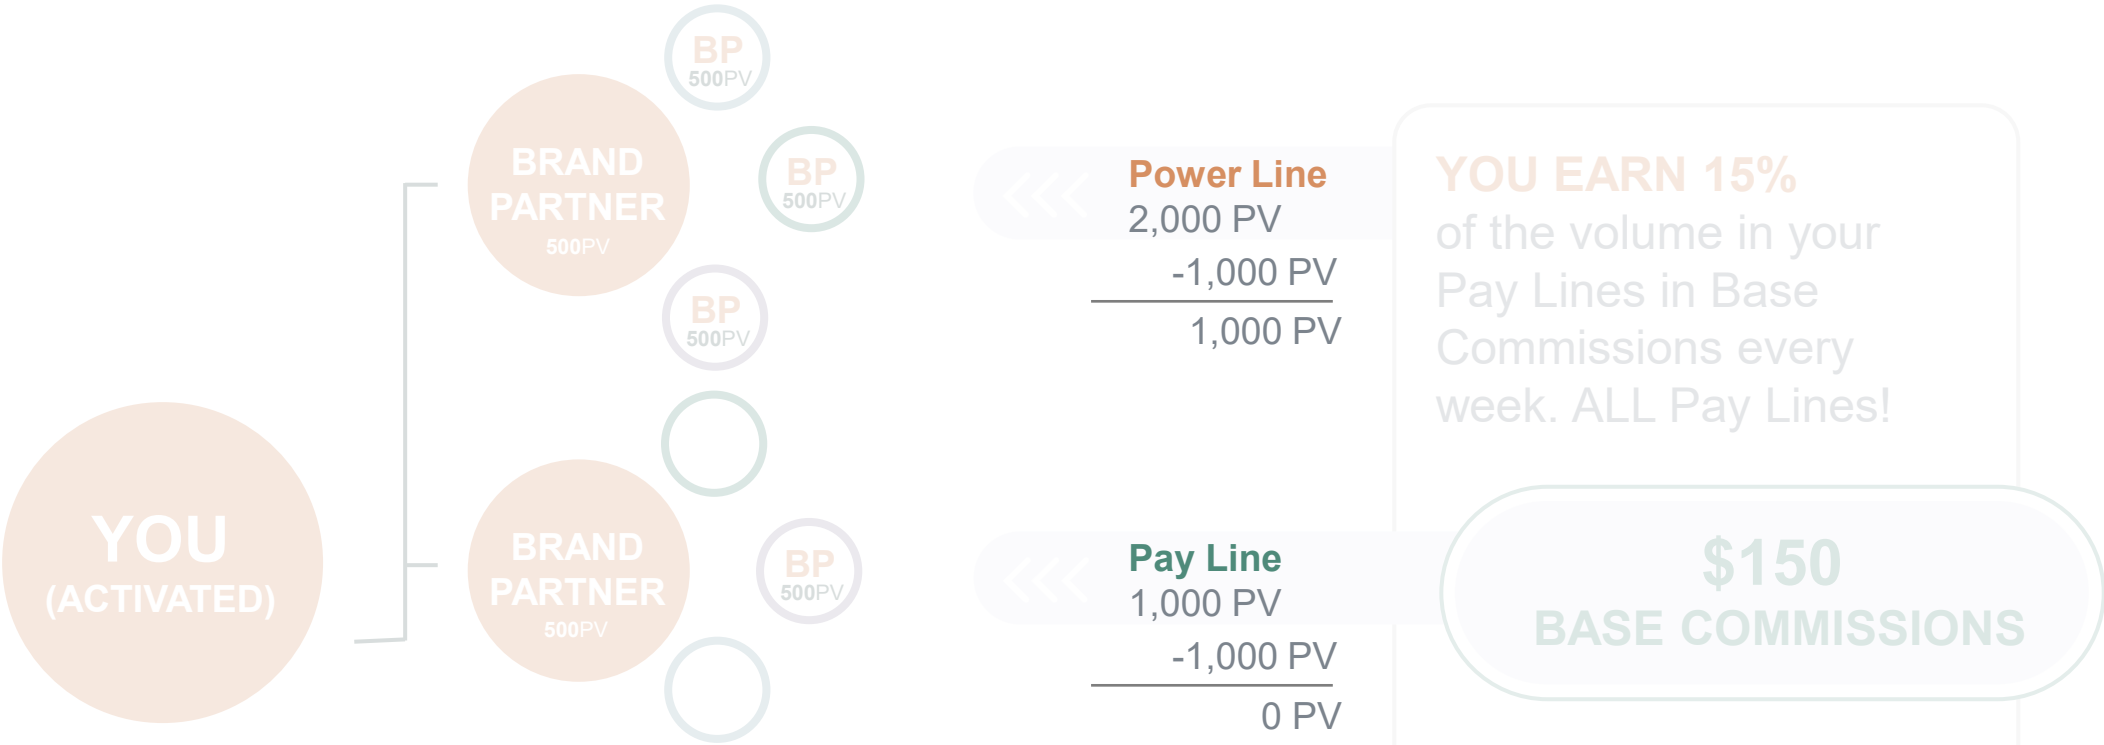 YOU
(ACTIVATED)
BRAND
PARTNER
500PV
BP
500PV
BP
500PV
BP
500PV
BRAND
PARTNER
500PV
BP
500PV
Power Line
2,000 PV
-1,000 PV
1,000 PV
Pay Line
1,000 PV
-1,000 PV
0 PV
YOU EARN 15%
of the volume in your
Pay Lines in Base
Commissions every
week. ALL Pay Lines!
$150
BASE COMMISSIONS